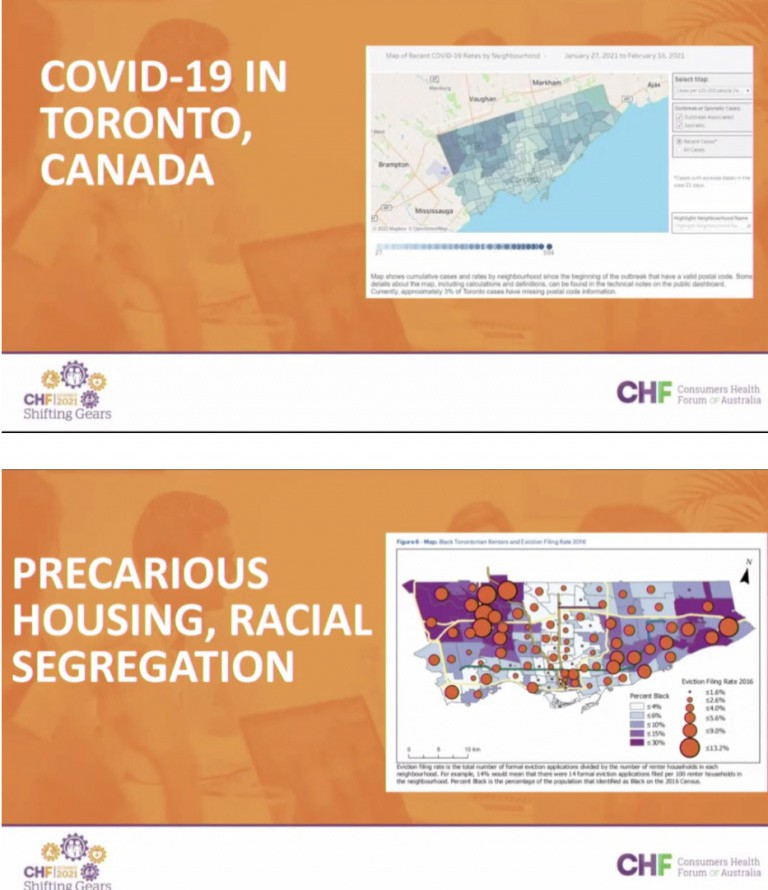 COVID-19 IN
TORONTO,
CANADA
Map of Recent COVID-19 Rates by Neighbourhood - January 27, 2021 to February 16, 2021
Markham
Ajax
Vaughan
Brampton
Mississauga
Select Map:
Outbreak or Sporadic Cases:
Outbreak Associated
Sporadic
Recent Cases*
All Cases
*Cases with episode dates in the
past 21 days.
Highlight Neighbourhood Name
27
Map shows cumulative cases and rates by neighbourhood since the beginning of the outbreak that have a valid postal code. Some
details about the map, including calculations and definitions, can be found in the technical notes on the public dashboard.
Currently, approximately 3% of Toronto cases have missing postal code information.
CHF SUMMIT 2021
Shifting Gears
CHF Consumers Health
Forum OF Australia
PRECARIOUS
HOUSING, RACIAL
SEGREGATION
Figure 6 - Map: Black Torontonian Renters and Eviction Filing Rate 2016
N
Percent Black
≤4%
≤6%
≤10%
≤15%
≤30%
Eviction Filing Rate 2016
≤1.6%
≤2.6%
≤4.0%
≤5.6%
≤9.0%
≤13.2%
0 5 10 km
Eviction filing rate is the total number of formal eviction applications divided by the number of renter households in each
neighbourhood. For example, 14% would mean that there were 14 formal eviction applications filed per 100 renter households in
the neighbourhood. Percent Black is the percentage of the population that identified as Black on the 2016 Census.
CHF SUMMIT 2021
Shifting Gears
CHF Consumers Health
Forum OF Australia